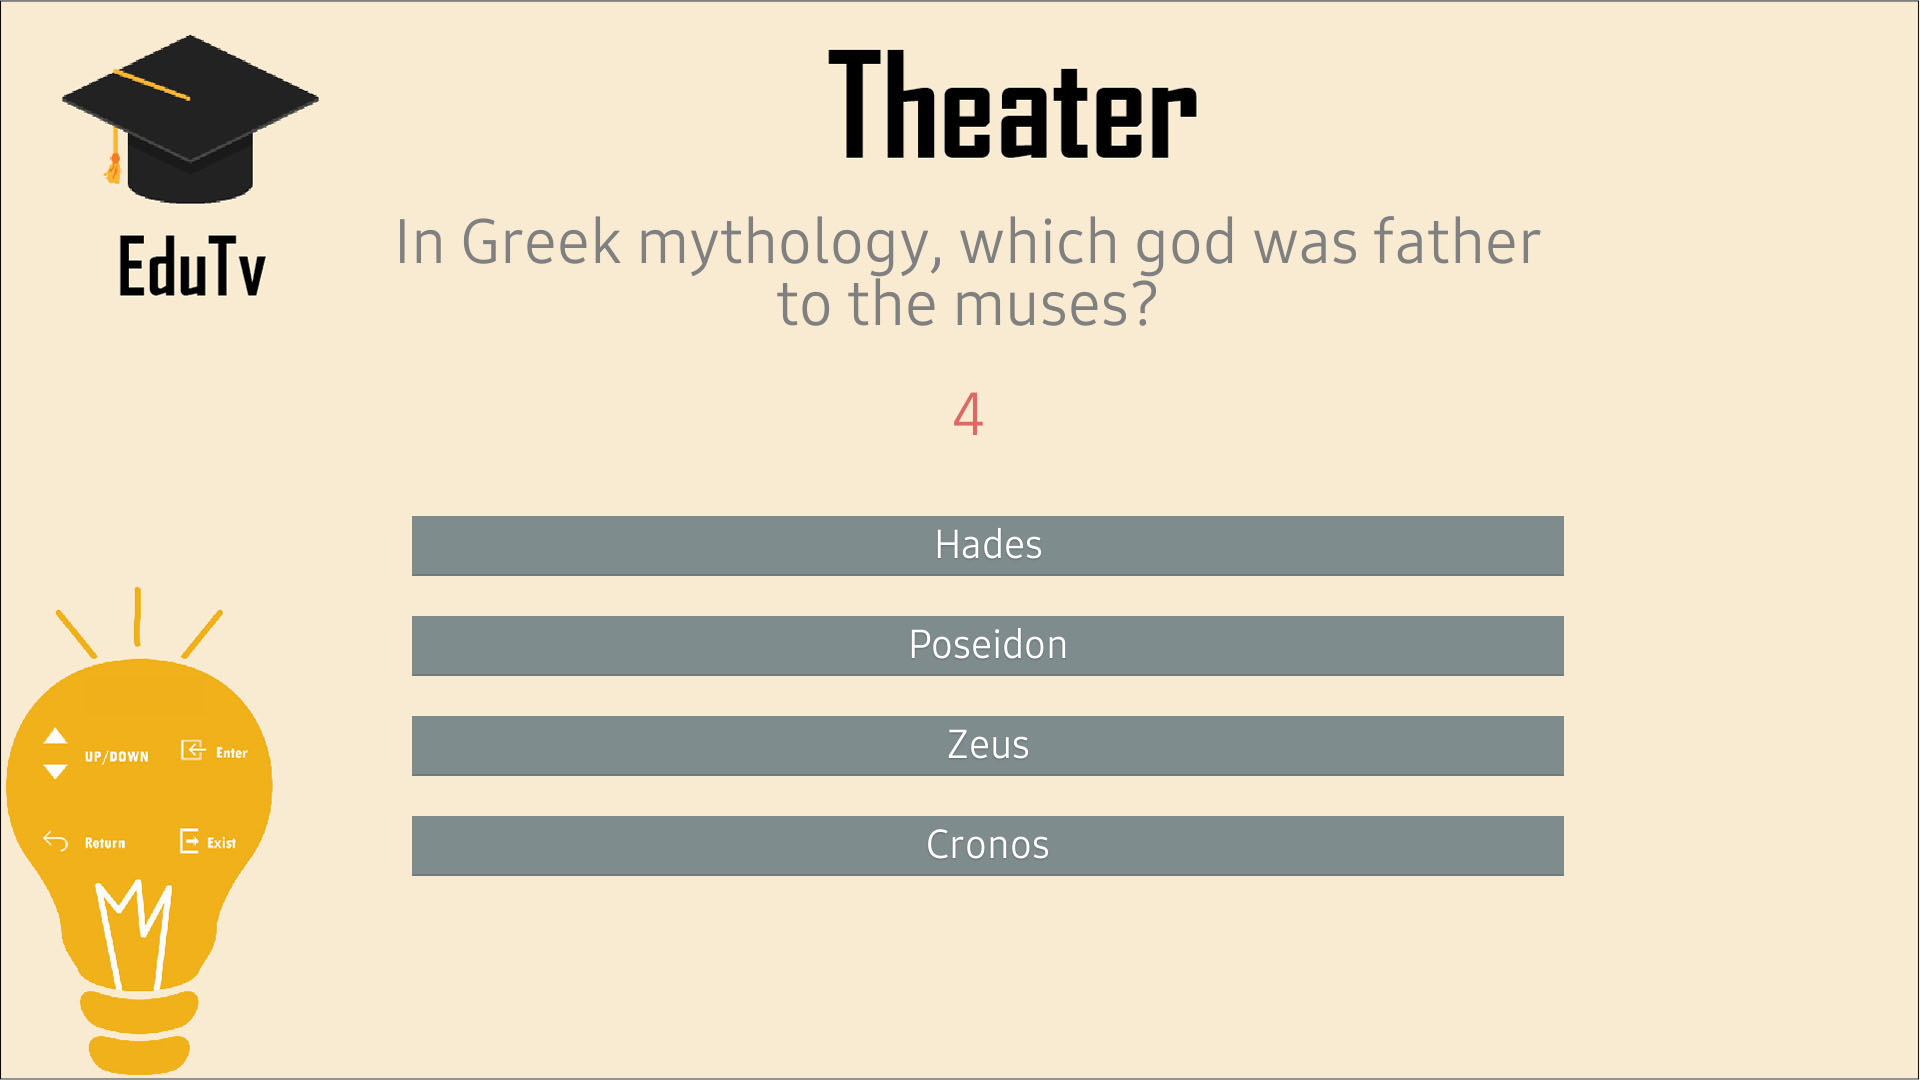 Theater
EduTv
In Greek mythology, which god was father
to the muses?
4
Hades
Poseidon
Zeus
Cronos
UP/DOWN
Enter
Return
Exist